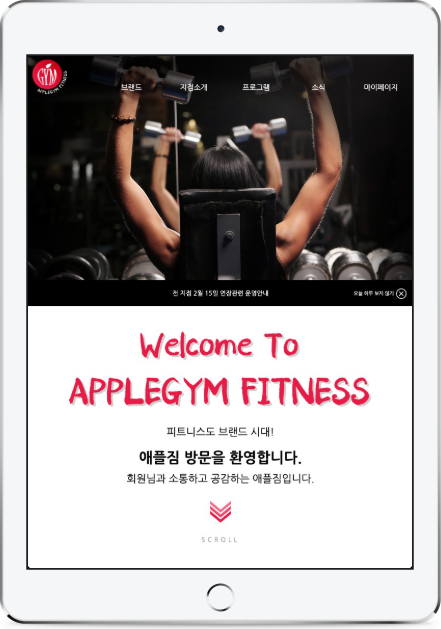 GYM
APPLEGYM FITNESS
브랜드 지점소개 프로그램 소식 마이페이지
전 지점 2월 15일 연장관련 운영안내
오늘 하루 보지 않기
Welcome To
APPLEGYM FITNESS
피트니스도 브랜드 시대!
애플짐 방문을 환영합니다.
회원님과 소통하고 공감하는 애플짐입니다.
SCROLL